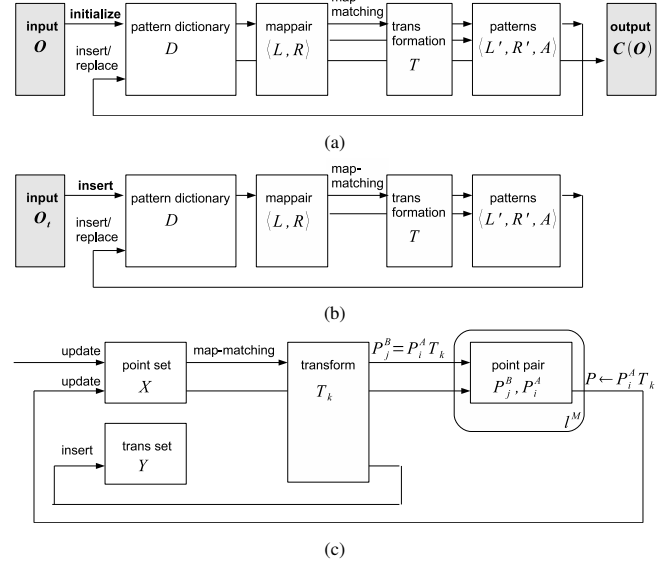 input
O
initialize
insert/
replace
pattern dictionary
D
mappair
⟨L, R⟩
map-
matching
trans
formation
T
patterns
⟨L', R', A⟩
output
C(O)
(a)
input
O_t
insert
insert/
replace
pattern dictionary
D
mappair
⟨L, R⟩
map-
matching
trans
formation
T
patterns
⟨L', R', A⟩
(b)
update
update
point set
X
map-matching
transform
T_k
P_j^B = P_i^A T_k
point pair
P_j^B, P_i^A
l^M
P ← P_i^A T_k
insert
trans set
Y
(c)